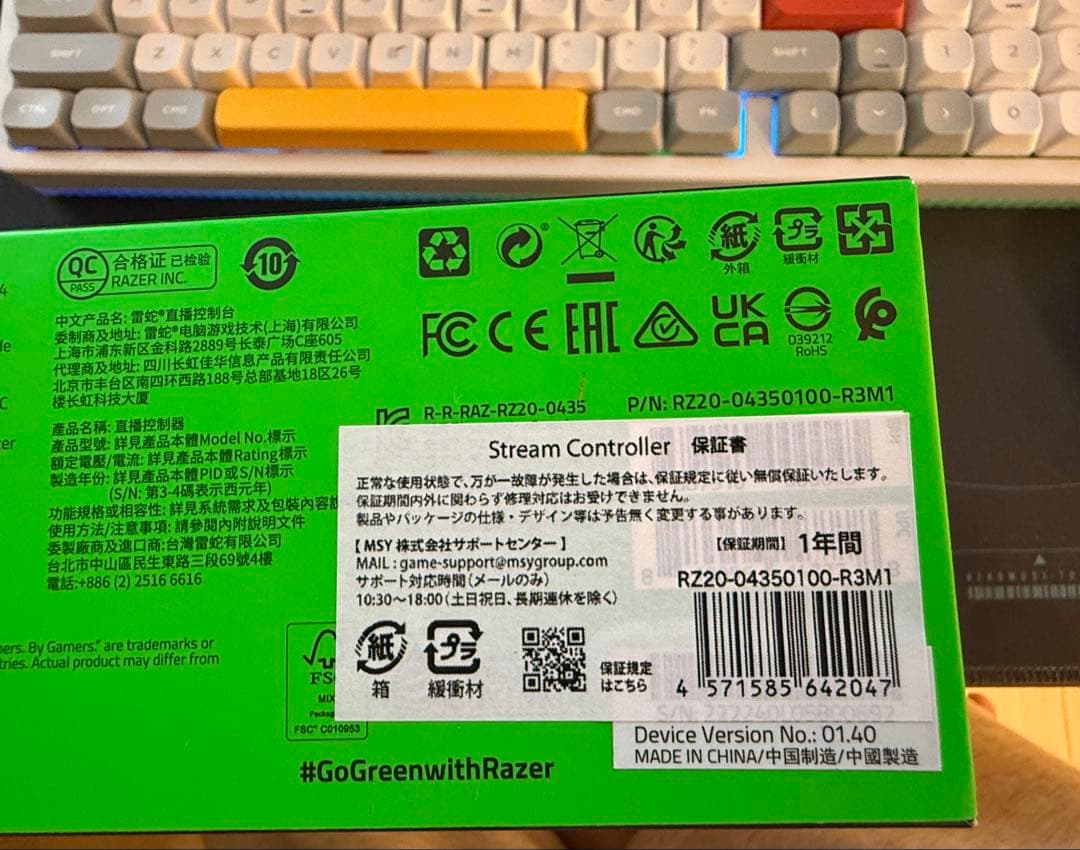 SHIFT
Z
X
C
V
B
N
M
SHIFT
1
2
CTRL
OPT
CMD
CMD
FN
0
QC
PASS
合格证 已检验
RAZER INC.
10
紙
外箱
プラ
緩衝材
FC CE EAC
UK
CA
D39212
RoHS
中文产品名: 雷蛇®直播控制台
委制商及地址: 雷蛇®电脑游戏技术(上海)有限公司
上海市浦东新区金科路2889号长泰广场C座605
代理商及地址: 四川长虹佳华信息产品有限责任公司
北京市丰台区南四环西路188号总部基地18区26号
楼长虹科技大厦
產品名稱: 直播控制器
產品型號: 詳見產品本體Model No.標示
額定電壓/電流: 詳見產品本體Rating標示
製造年份: 詳見產品本體PID或S/N標示
(S/N: 第3-4碼表示西元年)
功能規格或相容性: 詳見系統需求及包裝內容說
使用方法/注意事項: 請參閱內附說明文件
委製廠商及進口商:台灣雷蛇有限公司
台北市中山區民生東路三段69號4樓
電話:+886 (2) 2516 6616
R-R-RAZ-RZ20-0435
P/N: RZ20-04350100-R3M1
Stream Controller 保証書
正常な使用状態で、万が一故障が発生した場合は、保証規定に従い無償保証いたします。
保証期間内外に関わらず修理対応はお受けできません。
製品やパッケージの仕様・デザイン等は予告無く変更する事があります。
【MSY 株式会社サポートセンター】
MAIL : game-support@msygroup.com
サポート対応時間(メールのみ)
10:30～18:00(土日祝日、長期連休を除く)
【保証期間】 1年間
RZ20-04350100-R3M1
紙
箱
プラ
緩衝材
保証規定
はこちら
4 571585 642047
Device Version No.: 01.40
MADE IN CHINA/中国制造/中國製造
ers. By Gamers.™ are trademarks or
tries. Actual product may differ from
FSC
MIX
Packag
FSC® C010953
#GoGreenwithRazer